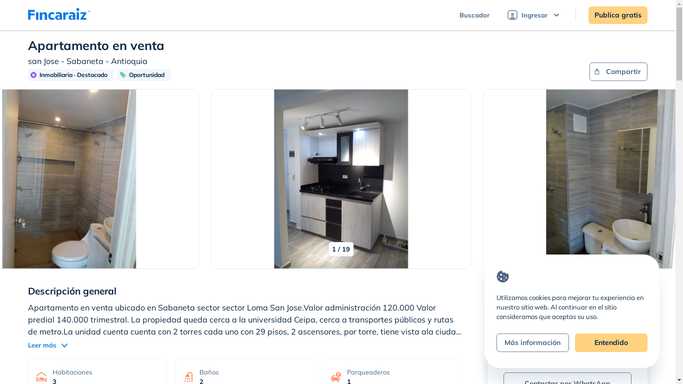 Fincaraiz
Buscador
Ingresar
Publica gratis
Apartamento en venta
san Jose - Sabaneta - Antioquia
Inmobiliaria - Destacado
Oportunidad
Compartir
1 / 19
Descripción general
Apartamento en venta ubicado en Sabaneta sector sector Loma San Jose.Valor administración 120.000 Valor
predial 140.000 trimestral. La propiedad queda cerca a la universidad Ceipa, cerca a transportes públicos y rutas
de metro.La unidad cuenta cuenta con 2 torres cada uno con 29 pisos, 2 ascensores, por torre, tiene vista ala ciuda...
Leer más
Habitaciones
3
Baños
2
Parqueaderos
1
Utilizamos cookies para mejorar tu experiencia en
nuestro sitio web. Al continuar en el sitio
consideramos que aceptas su uso.
Más información
Entendido
Contactar por WhatsApp